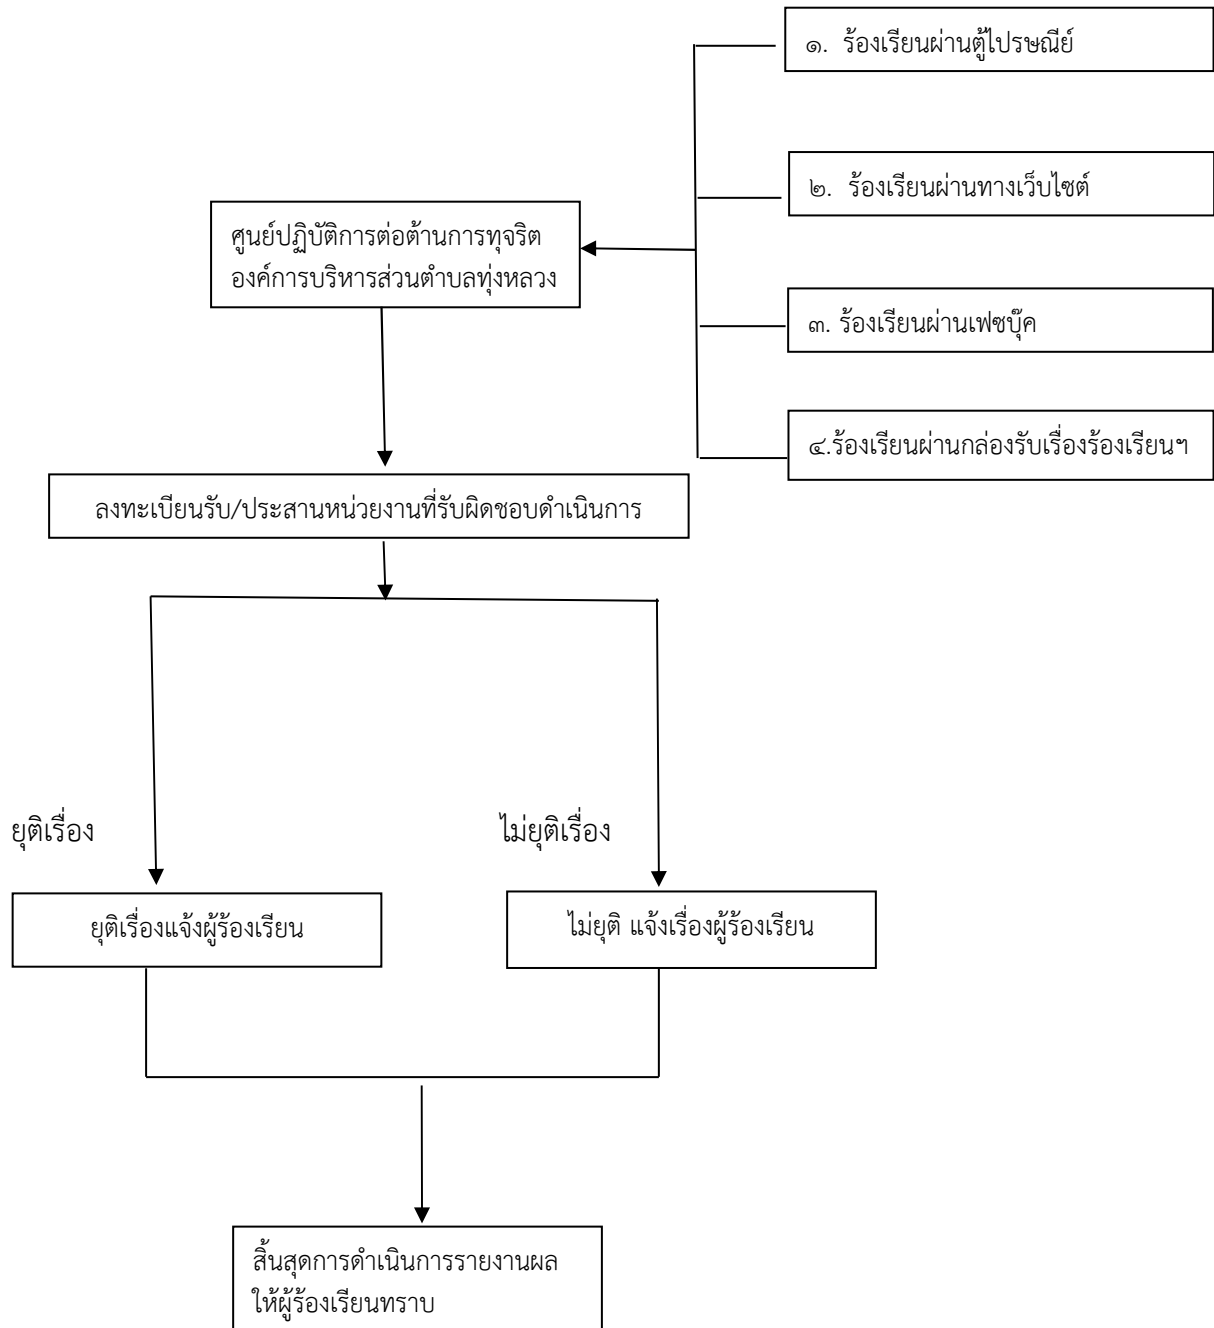 ๑. ร้องเรียนผ่านตู้ไปรษณีย์
๒. ร้องเรียนผ่านทางเว็บไซต์
ศูนย์ปฏิบัติการต่อต้านการทุจริต
องค์การบริหารส่วนตำบลทุ่งหลวง
๓. ร้องเรียนผ่านเฟซบุ๊ค
๔.ร้องเรียนผ่านกล่องรับเรื่องร้องเรียนฯ
ลงทะเบียนรับ/ประสานหน่วยงานที่รับผิดชอบดำเนินการ
ยุติเรื่อง
ไม่ยุติเรื่อง
ยุติเรื่องแจ้งผู้ร้องเรียน
ไม่ยุติ แจ้งเรื่องผู้ร้องเรียน
สิ้นสุดการดำเนินการรายงานผล
ให้ผู้ร้องเรียนทราบ